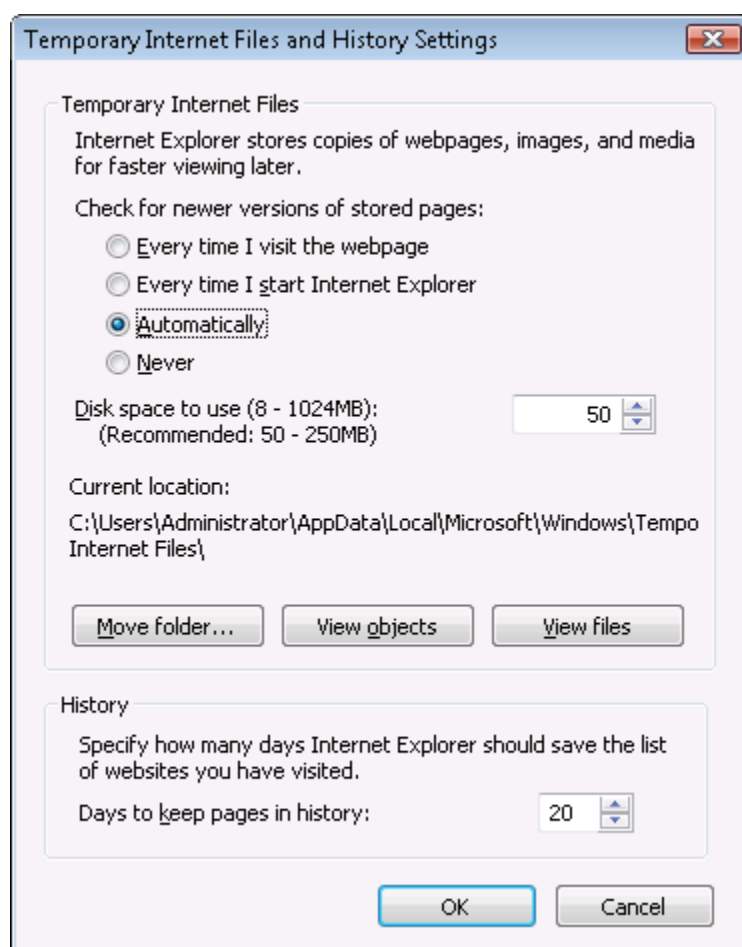 Temporary Internet Files and History Settings
Temporary Internet Files
Internet Explorer stores copies of webpages, images, and media
for faster viewing later.
Check for newer versions of stored pages:
Every time I visit the webpage
Every time I start Internet Explorer
Automatically
Never
Disk space to use (8 - 1024MB): 50
(Recommended: 50 - 250MB)
Current location:
C:\Users\Administrator\AppData\Local\Microsoft\Windows\Tempo
Internet Files\
Move folder... View objects View files
History
Specify how many days Internet Explorer should save the list
of websites you have visited.
Days to keep pages in history: 20
OK Cancel